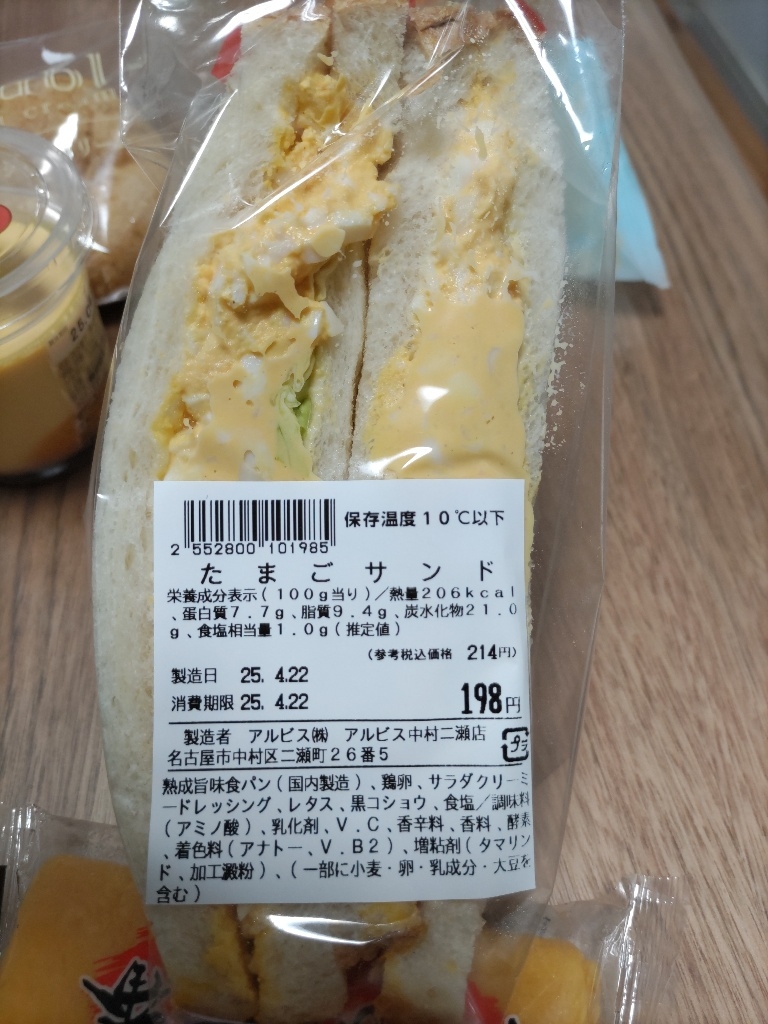 保存温度10℃以下
2 552800 101985
たまごサンド
栄養成分表示(100g当り)/熱量206kcal
、蛋白質7.7g、脂質9.4g、炭水化物21.0
g、食塩相当量1.0g(推定値)
(参考税込価格 214円)
製造日 25. 4.22
消費期限 25. 4.22
198円
製造者 アルビス㈱ アルビス中村二瀬店
名古屋市中村区二瀬町26番5
プラ
熟成旨味食パン(国内製造)、鶏卵、サラダクリーミ
ードレッシング、レタス、黒コショウ、食塩/調味料
(アミノ酸)、乳化剤、V.C、香辛料、香料、酵素
、着色料(アナトー、V.B2)、増粘剤(タマリン
ド、加工澱粉)、(一部に小麦・卵・乳成分・大豆を
含む)